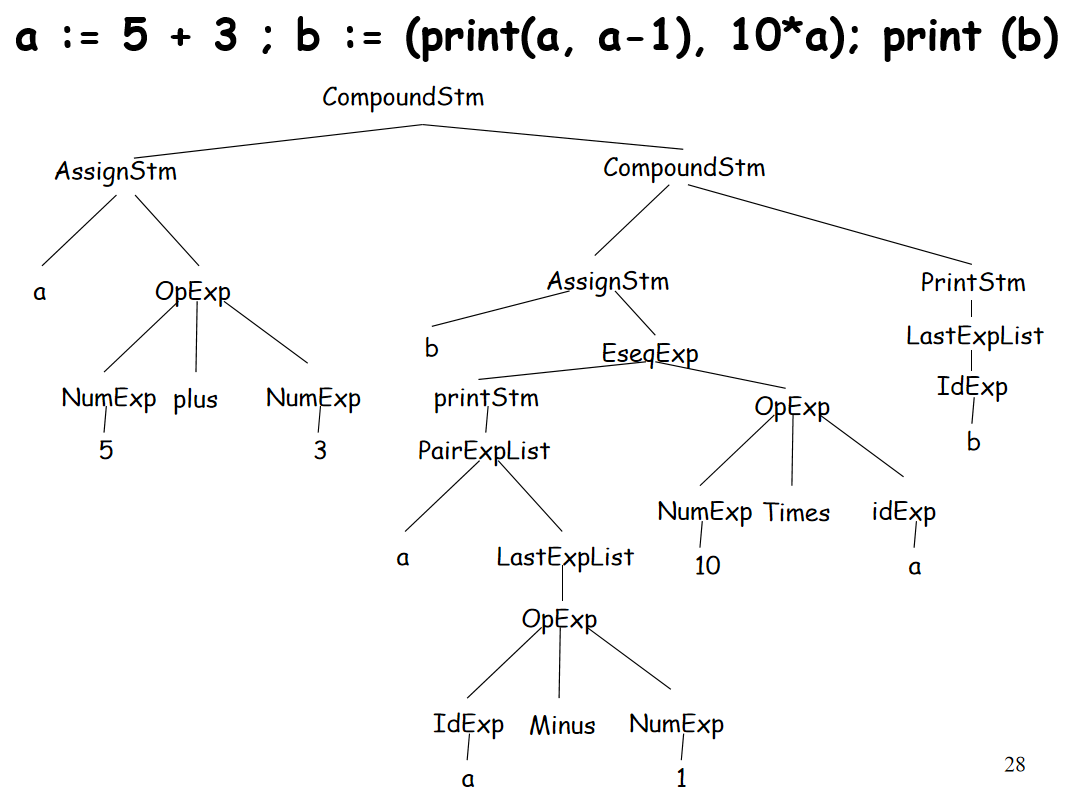 a := 5 + 3 ; b := (print(a, a-1), 10*a); print (b)
CompoundStm
AssignStm CompoundStm
a OpExp AssignStm PrintStm
b EseqExp LastExpList
NumExp plus NumExp printStm OpExp IdExp
5 3 PairExpList b
NumExp Times idExp
a LastExpList 10 a
OpExp
IdExp Minus NumExp
a 1
28